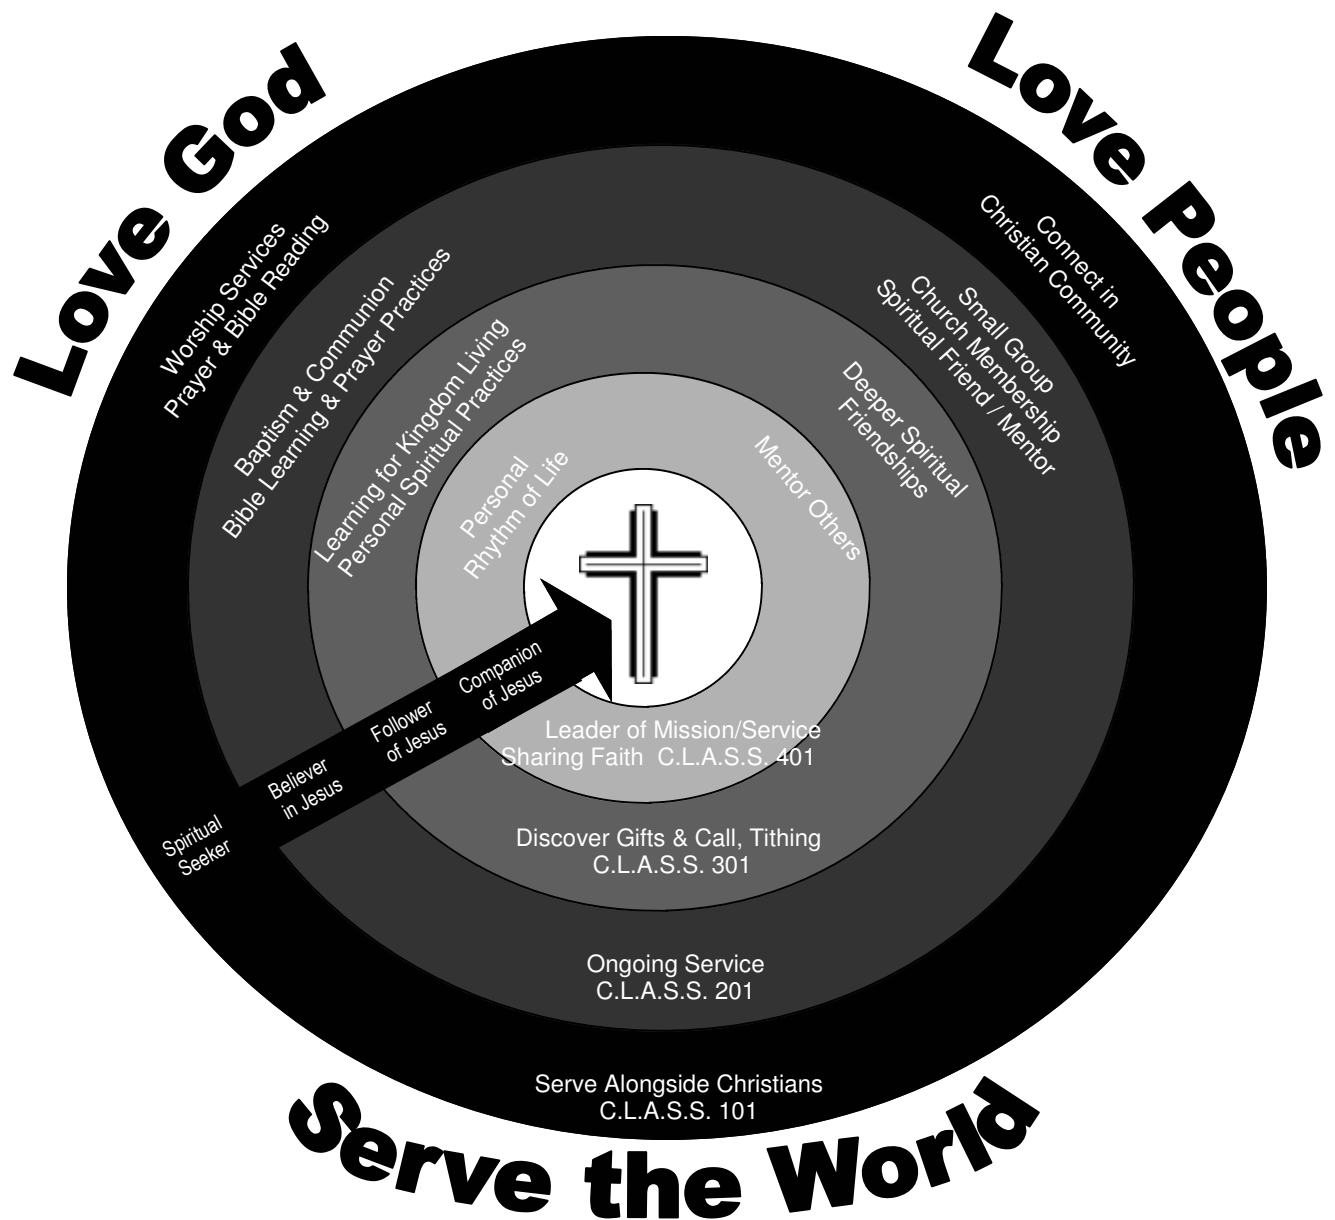 Love God
Love People
Worship Services
Prayer & Bible Reading
Baptism & Communion
Bible Learning & Prayer Practices
Learning for Kingdom Living
Personal Spiritual Practices
Personal
Rhythm of Life
Connect in
Christian Community
Small Group
Church Membership
Spiritual Friend / Mentor
Deeper Spiritual
Friendships
Mentor Others
Spiritual
Seeker
Believer
in Jesus
Follower
of Jesus
Companion
of Jesus
Leader of Mission/Service
Sharing Faith C.L.A.S.S. 401
Discover Gifts & Call, Tithing
C.L.A.S.S. 301
Ongoing Service
C.L.A.S.S. 201
Serve Alongside Christians
C.L.A.S.S. 101
Serve the World